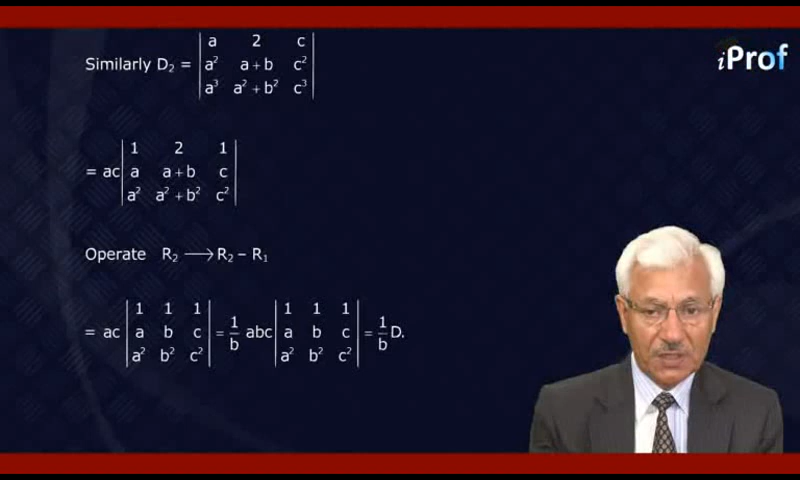 iProf
Similarly D₂ = | a 2 c |
| a² a + b c² |
| a³ a² + b² c³ |
= ac | 1 2 1 |
| a a + b c |
| a² a² + b² c² |
Operate R₂ ⟶ R₂ – R₁
= ac | 1 1 1 | = 1/b abc | 1 1 1 | = 1/b D.
| a b c | | a b c |
| a² b² c² | | a² b² c² |